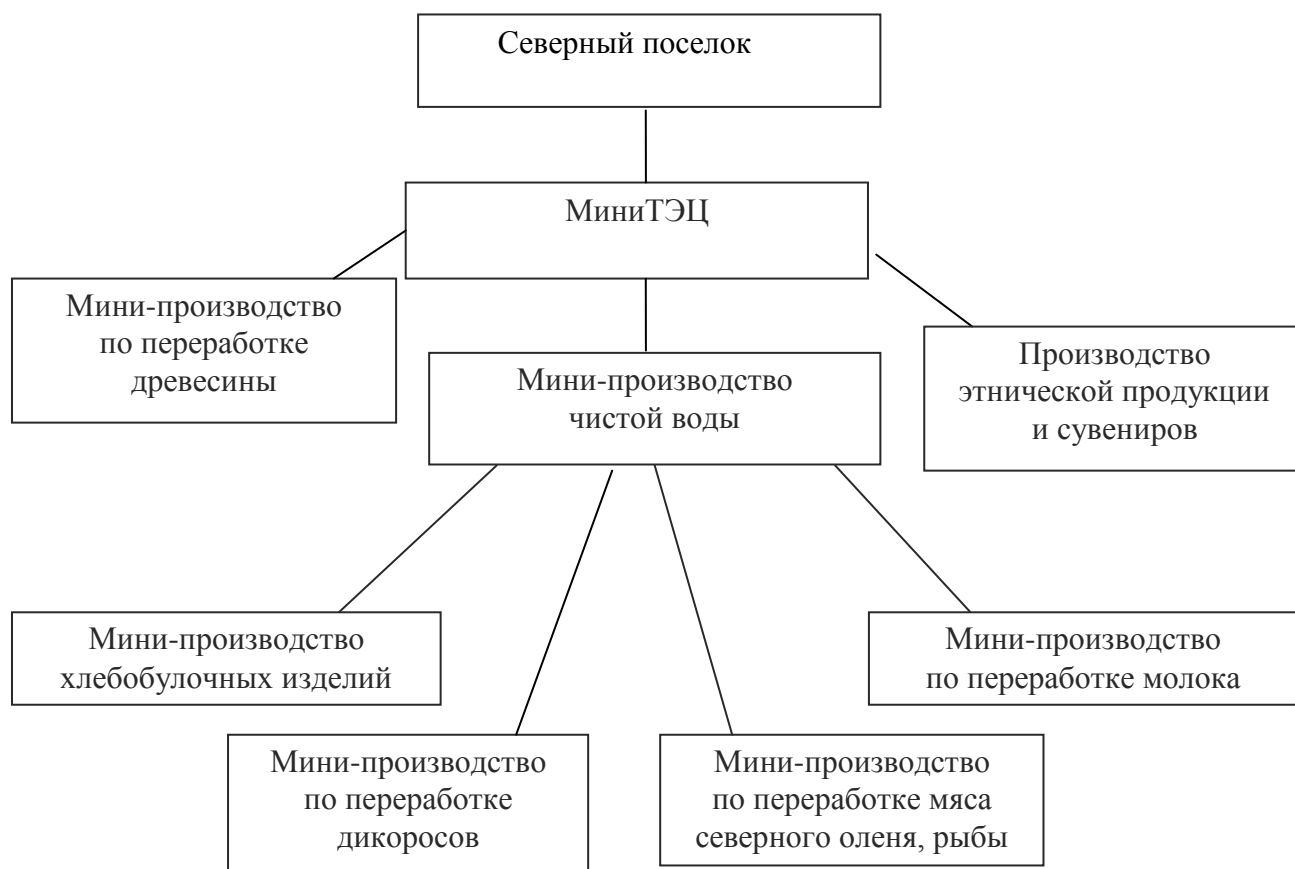 Северный поселок
МиниТЭЦ
Мини-производство
по переработке
древесины
Мини-производство
чистой воды
Производство
этнической продукции
и сувениров
Мини-производство
хлебобулочных изделий
Мини-производство
по переработке молока
Мини-производство
по переработке
дикоросов
Мини-производство
по переработке мяса
северного оленя, рыбы